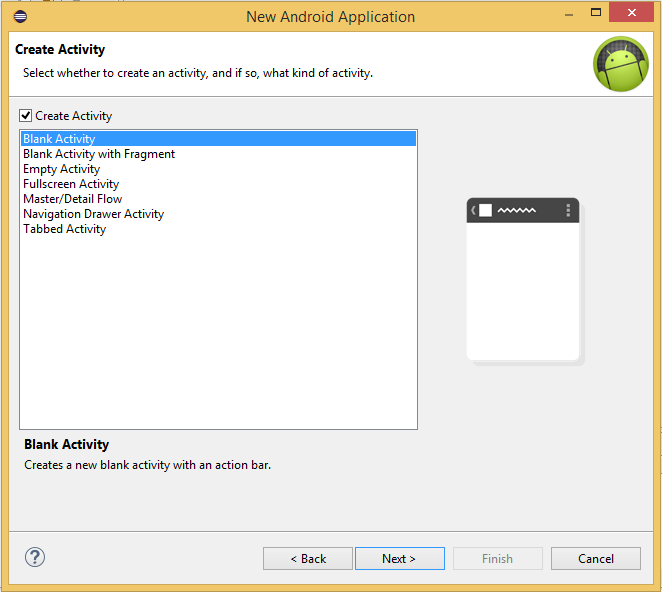 New Android Application
Create Activity
Select whether to create an activity, and if so, what kind of activity.
Create Activity
Blank Activity
Blank Activity with Fragment
Empty Activity
Fullscreen Activity
Master/Detail Flow
Navigation Drawer Activity
Tabbed Activity
Blank Activity
Creates a new blank activity with an action bar.
? < Back Next > Finish Cancel